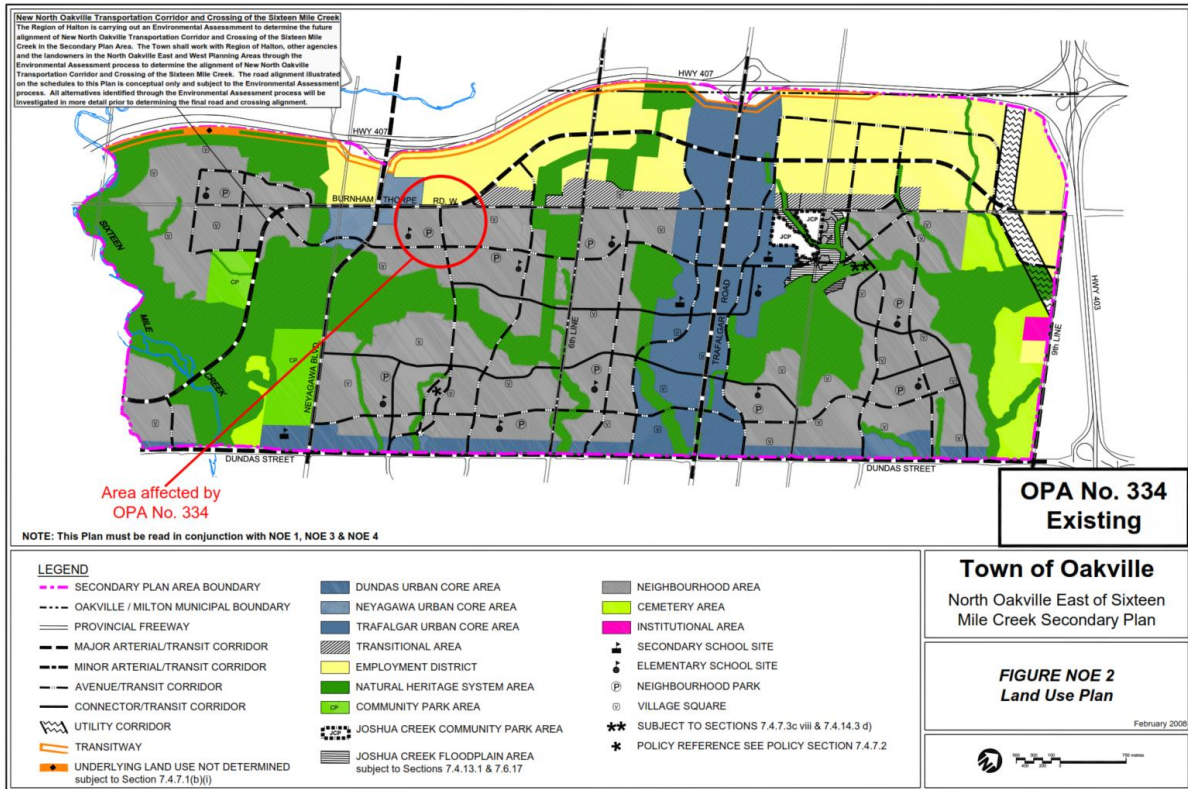 New North Oakville Transportation Corridor and Crossing of the Sixteen Mile Creek
The Region of Halton is carrying out an Environmental Assessmment to determine the future
alignment of New North Oakville Transportation Corridor and Crossing of the Sixteen Mile
Creek in the Secondary Plan Area. The Town shall work with Region of Halton, other agencies
and the landowners in the North Oakville East and West Planning Areas through the
Environmental Assessment process to determine the alignment of New North Oakville
Transportation Corridor and Crossing of the Sixteen Mile Creek. The road alignment illustrated
on the schedules to this Plan is conceptual only and subject to the Environmental Assessment
process. All alternatives identified through the Environmental Assessment process will be
investigated in more detail prior to determining the final road and crossing alignment.
HWY 407
HWY 407
BURNHAM THORPE RD. W.
SIXTEEN
MILE
CREEK
JCP
JCP
CP
CP
NEYAGAWA BLVD
6th LINE
TRAFALGAR ROAD
9th LINE
HWY 403
DUNDAS STREET
DUNDAS STREET
Area affected by
OPA No. 334
OPA No. 334
Existing
NOTE: This Plan must be read in conjunction with NOE 1, NOE 3 & NOE 4
LEGEND
SECONDARY PLAN AREA BOUNDARY
OAKVILLE / MILTON MUNICIPAL BOUNDARY
PROVINCIAL FREEWAY
MAJOR ARTERIAL/TRANSIT CORRIDOR
MINOR ARTERIAL/TRANSIT CORRIDOR
AVENUE/TRANSIT CORRIDOR
CONNECTOR/TRANSIT CORRIDOR
UTILITY CORRIDOR
TRANSITWAY
UNDERLYING LAND USE NOT DETERMINED
subject to Section 7.4.7.1(b)(i)
DUNDAS URBAN CORE AREA
NEYAGAWA URBAN CORE AREA
TRAFALGAR URBAN CORE AREA
TRANSITIONAL AREA
EMPLOYMENT DISTRICT
NATURAL HERITAGE SYSTEM AREA
CP COMMUNITY PARK AREA
JCP JOSHUA CREEK COMMUNITY PARK AREA
JOSHUA CREEK FLOODPLAIN AREA
subject to Sections 7.4.13.1 & 7.6.17
NEIGHBOURHOOD AREA
CEMETERY AREA
INSTITUTIONAL AREA
SECONDARY SCHOOL SITE
ELEMENTARY SCHOOL SITE
P NEIGHBOURHOOD PARK
V VILLAGE SQUARE
** SUBJECT TO SECTIONS 7.4.7.3c viii & 7.4.14.3 d)
* POLICY REFERENCE SEE POLICY SECTION 7.4.7.2
Town of Oakville
North Oakville East of Sixteen
Mile Creek Secondary Plan
FIGURE NOE 2
Land Use Plan
February 2008